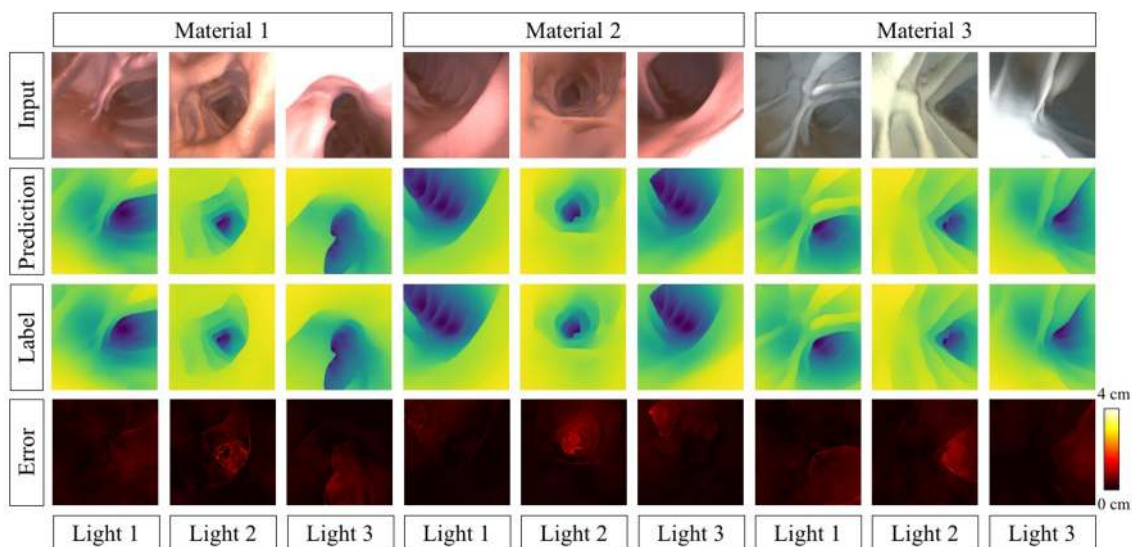 Material 1 Material 2 Material 3
Input
Prediction
Label
4 cm
Error
0 cm
Light 1 Light 2 Light 3 Light 1 Light 2 Light 3 Light 1 Light 2 Light 3